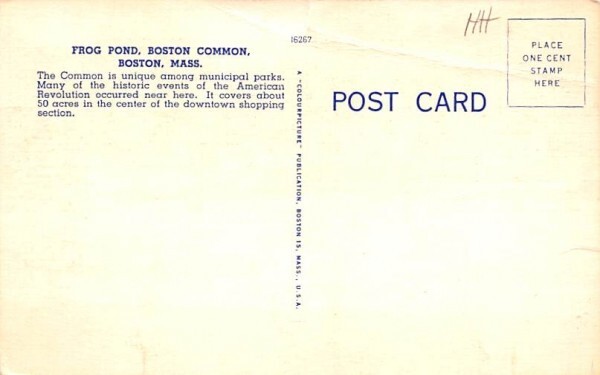 16267
HH
FROG POND, BOSTON COMMON,
BOSTON, MASS.
The Common is unique among municipal parks.
Many of the historic events of the American
Revolution occurred near here. It covers about
50 acres in the center of the downtown shopping
section.
A "COLOURPICTURE" PUBLICATION, BOSTON 15, MASS., U.S.A.
POST CARD
PLACE
ONE CENT
STAMP
HERE